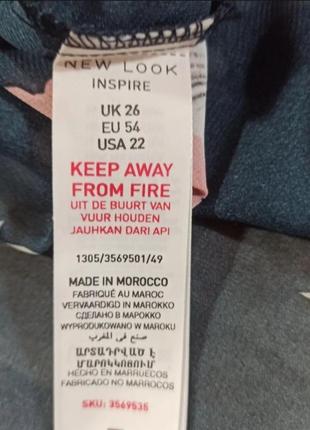 NEW LOOK
INSPIRE
UK 26
EU 54
USA 22
KEEP AWAY
FROM FIRE
UIT DE BUURT VAN
VUUR HOUDEN
JAUHKAN DARI API
1305/3569501/49
MADE IN MOROCCO
FABRIQUÉ AU MAROC
VERVAARDIGD IN MAROKKO
СДЕЛАНО В МАРОККО
WYPRODUKOWANO W MAROKU
صنع في المغرب
ԱՐՏԱԴՐՎԱԾ Է
ՄԱՐՈԿԿՈՅՈՒՄ
HECHO EN MARRUECOS
FABRICADO NO MARROCOS
SKU: 3569535